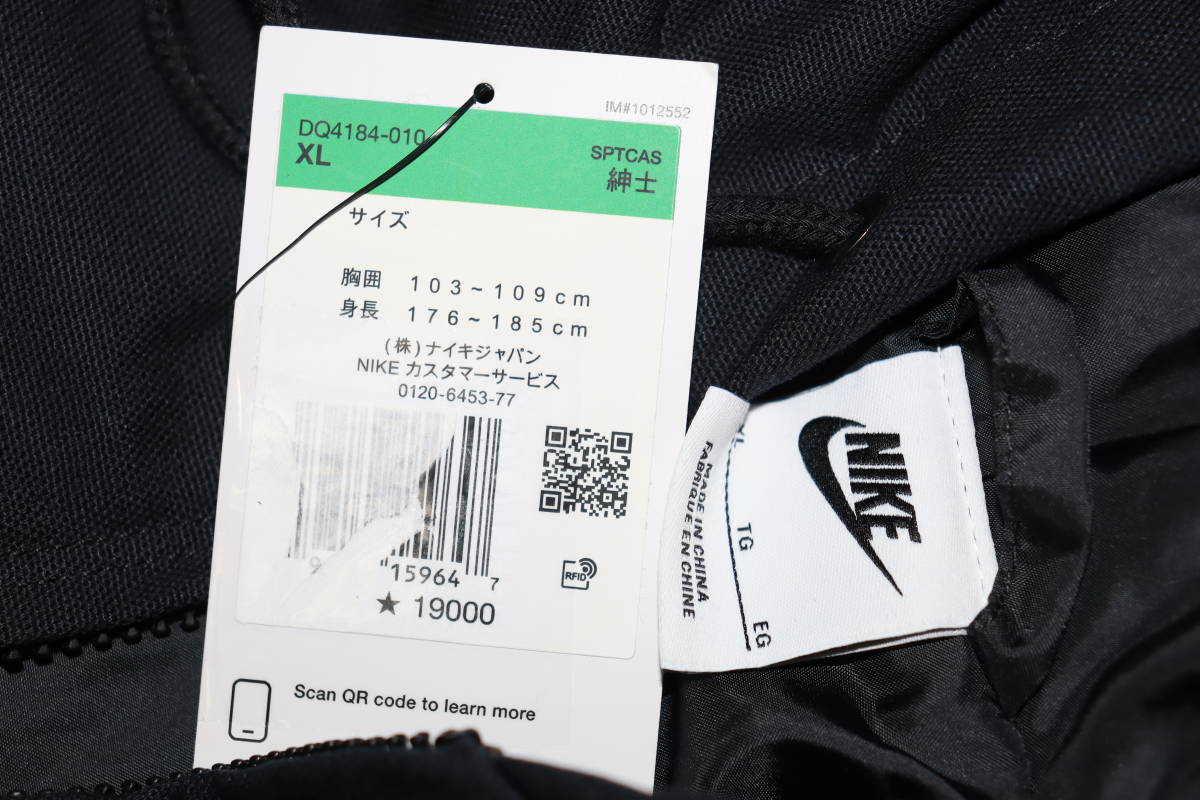 IM#1012552
DQ4184-010
XL
SPTCAS
紳士
サイズ
胸囲 103~109cm
身長 176~185cm
(株)ナイキジャパン
NIKE カスタマーサービス
0120-6453-77
9 15964 7
RFID
★ 19000
Scan QR code to learn more
NIKE
TG
EG
MADE IN CHINA
FABRIQUE EN CHINE